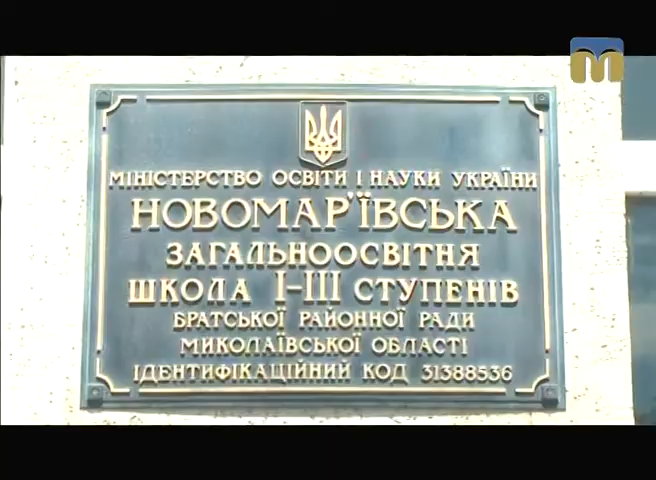 МІНІСТЕРСТВО ОСВІТИ І НАУКИ УКРАЇНИ
НОВОМАР'ЇВСЬКА
ЗАГАЛЬНООСВІТНЯ
ШКОЛА І-ІІІ СТУПЕНІВ
БРАТСЬКОЇ РАЙОННОЇ РАДИ
МИКОЛАЇВСЬКОЇ ОБЛАСТІ
ІДЕНТИФІКАЦІЙНИЙ КОД 31388536